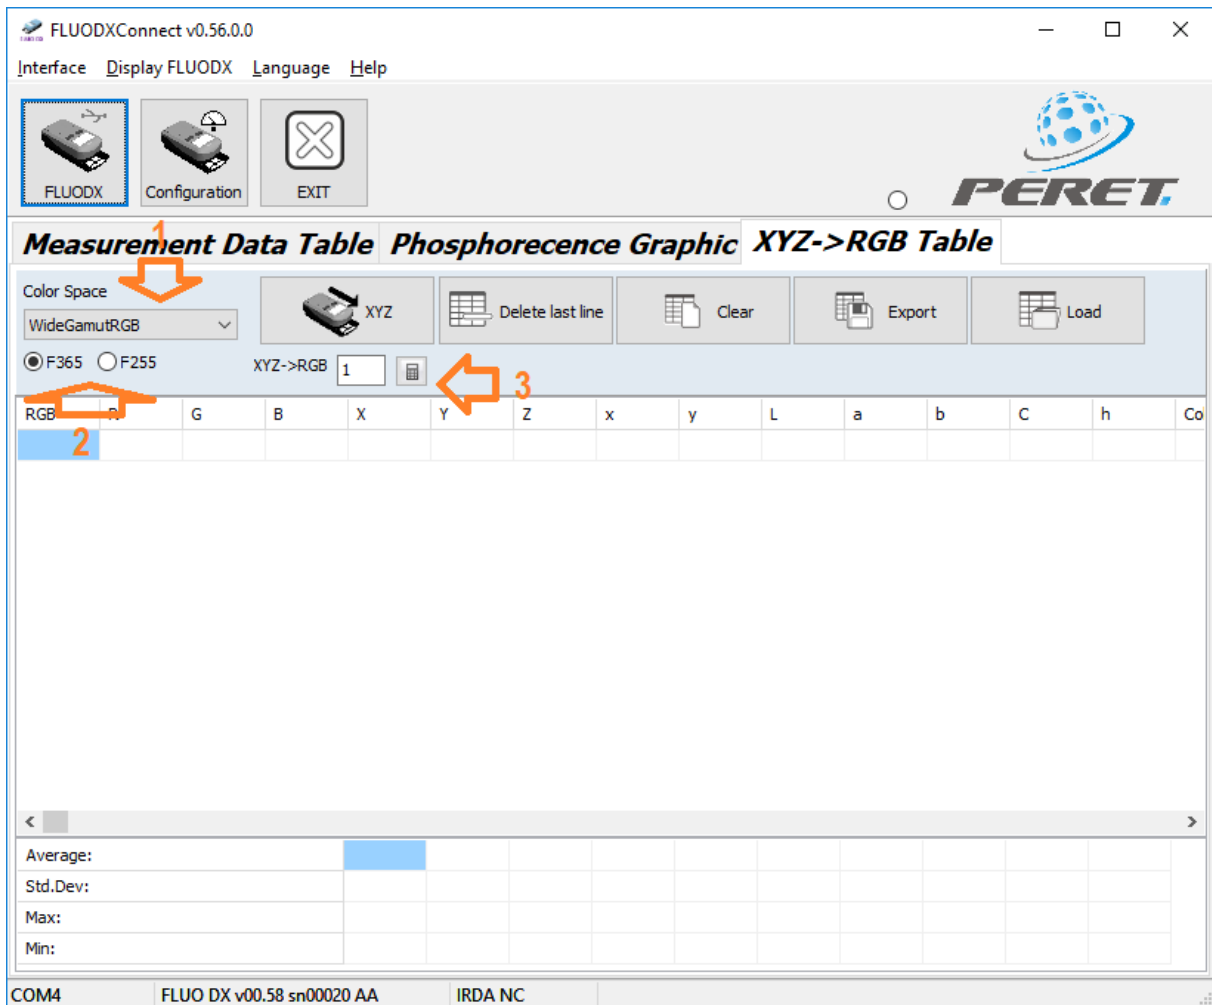 FLUODXConnect v0.56.0.0
Interface Display FLUODX Language Help
FLUODX Configuration EXIT
PERET
1
Measurement Data Table Phosphorecence Graphic XYZ->RGB Table
Color Space
WideGamutRGB
XYZ Delete last line Clear Export Load
F365 F255 XYZ->RGB 1
3
RGB R G B X Y Z x y L a b C h Co
2
Average:
Std.Dev:
Max:
Min:
COM4 FLUO DX v00.58 sn00020 AA IRDA NC